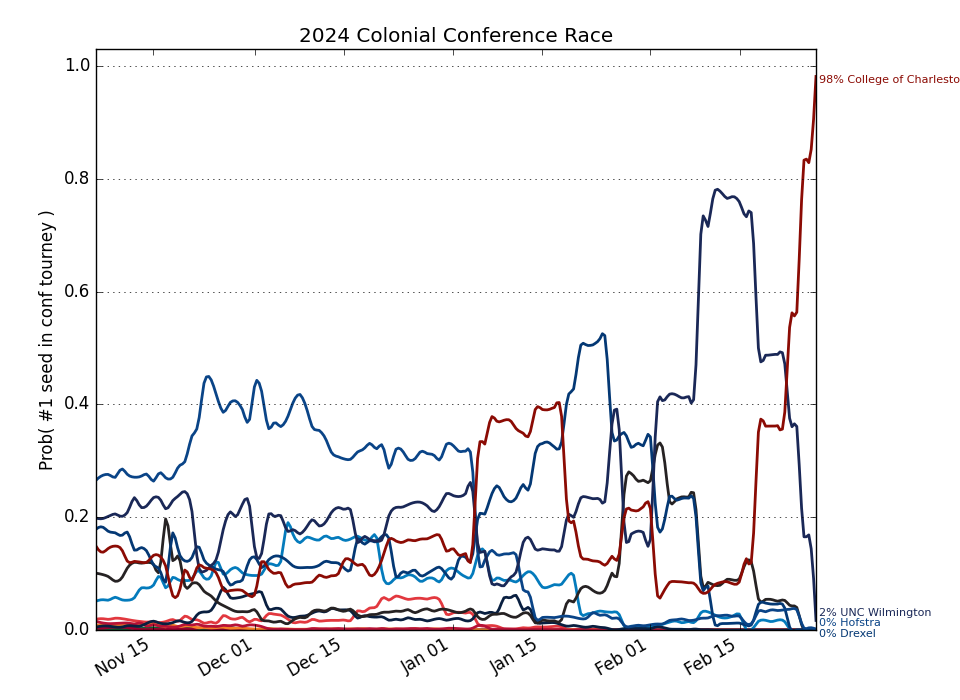 2024 Colonial Conference Race
1.0
0.8
0.6
0.4
0.2
0.0
Prob( #1 seed in conf tourney )
98% College of Charlesto
2% UNC Wilmington
0% Hofstra
0% Drexel
Nov 15
Dec 01
Dec 15
Jan 01
Jan 15
Feb 01
Feb 15